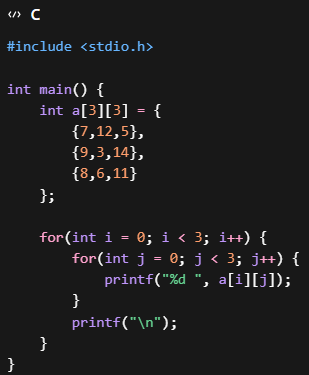 </> C
#include <stdio.h>

int main() {
    int a[3][3] = {
        {7,12,5},
        {9,3,14},
        {8,6,11}
    };

    for(int i = 0; i < 3; i++) {
        for(int j = 0; j < 3; j++) {
            printf("%d ", a[i][j]);
        }
        printf("\n");
    }
}